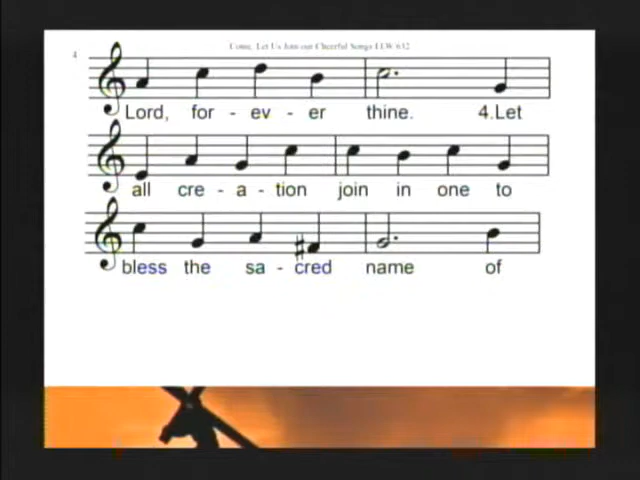 Come, Let Us Join our Cheerful Songs LLW 632
4
Lord, for - ev - er thine. 4.Let
all cre - a - tion join in one to
bless the sa - cred name of